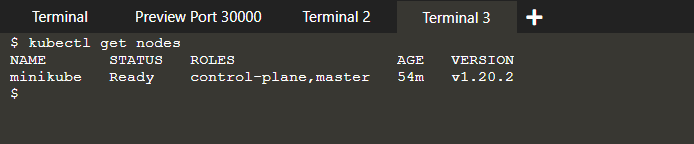 Terminal Preview Port 30000 Terminal 2 Terminal 3 +
$ kubectl get nodes
NAME STATUS ROLES AGE VERSION
minikube Ready control-plane,master 54m v1.20.2
$